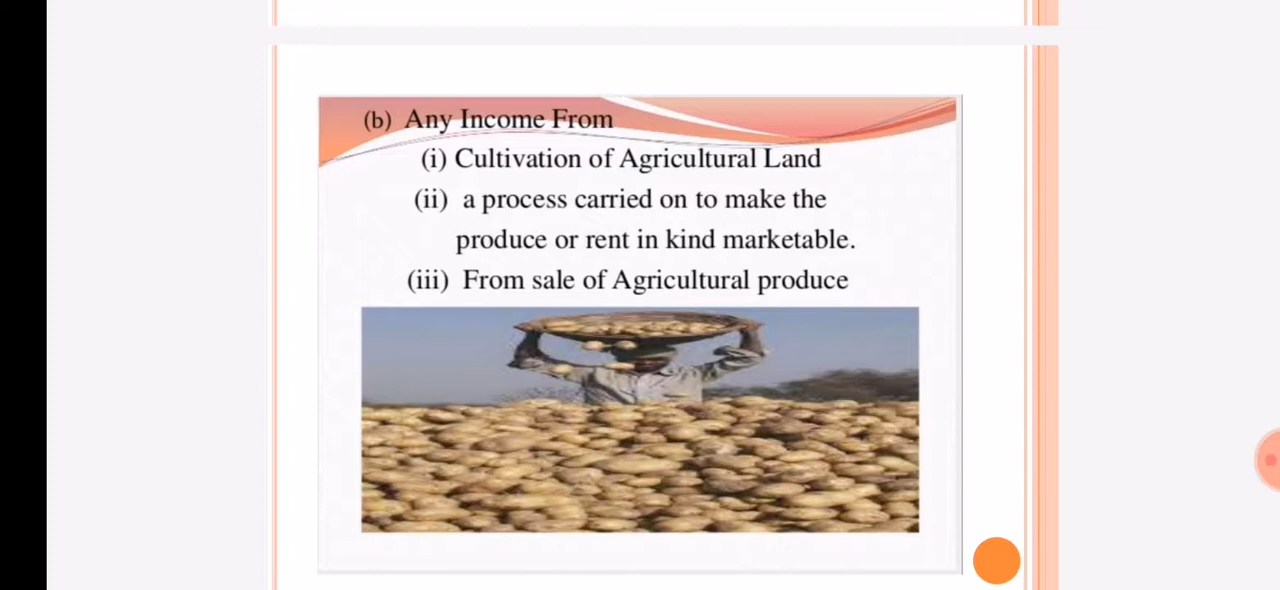 (b) Any Income From
(i) Cultivation of Agricultural Land
(ii) a process carried on to make the
produce or rent in kind marketable.
(iii) From sale of Agricultural produce